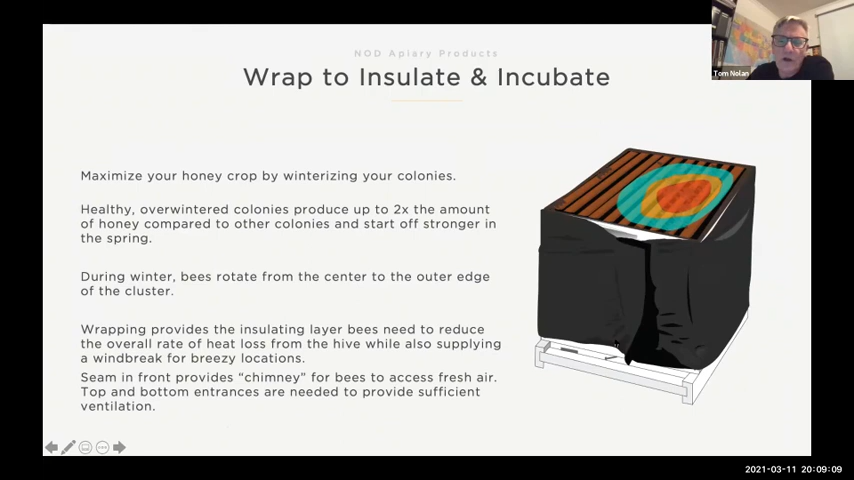 NOD Apiary Products
Wrap to Insulate & Incubate
Tom Nolan
Maximize your honey crop by winterizing your colonies.
Healthy, overwintered colonies produce up to 2x the amount
of honey compared to other colonies and start off stronger in
the spring.
During winter, bees rotate from the center to the outer edge
of the cluster.
Wrapping provides the insulating layer bees need to reduce
the overall rate of heat loss from the hive while also supplying
a windbreak for breezy locations.
Seam in front provides “chimney” for bees to access fresh air.
Top and bottom entrances are needed to provide sufficient
ventilation.
2021-03-11 20:09:09